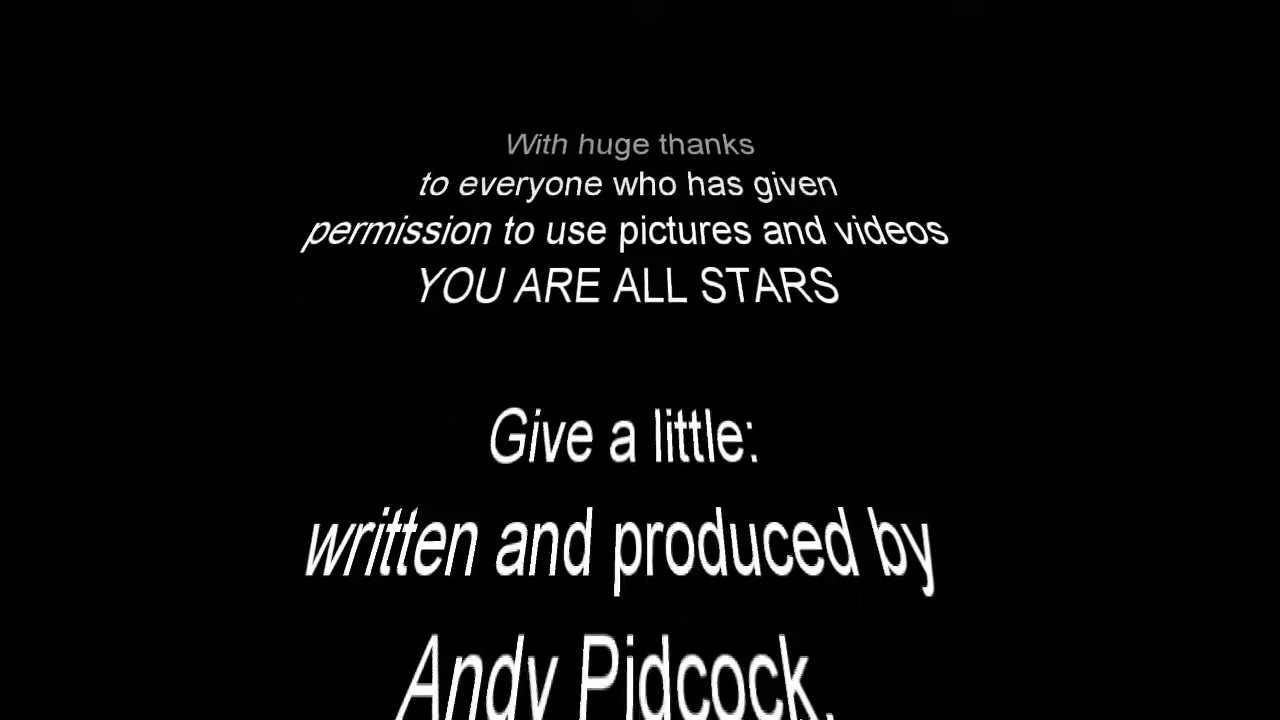 With huge thanks
to everyone who has given
permission to use pictures and videos
YOU ARE ALL STARS
Give a little:
written and produced by
Andy Pidcock.